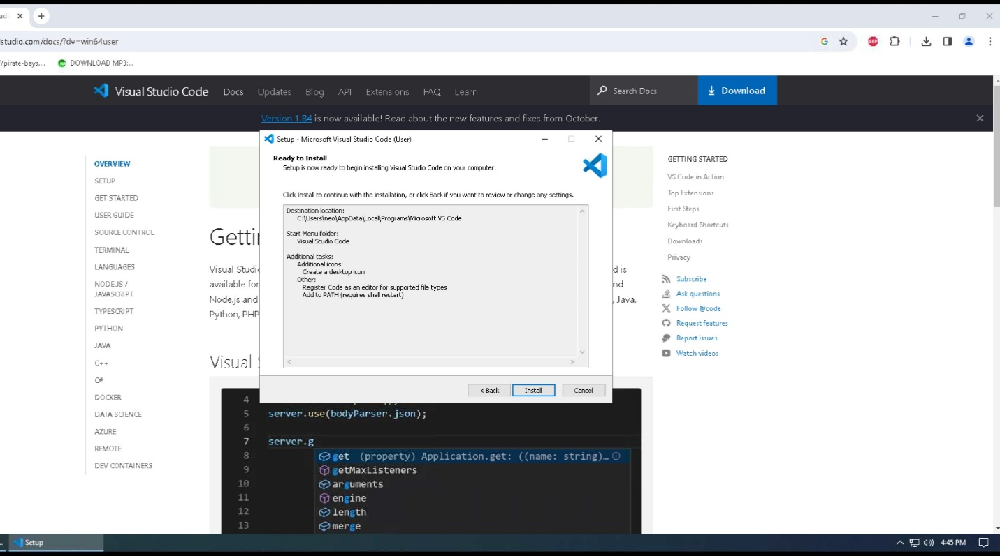 studio.com/docs/?dv=win64user
ABP
/pirate-bays....
DOWNLOAD MP3:...
Visual Studio Code
Docs
Updates
Blog
API
Extensions
FAQ
Learn
Search Docs
Download
Version 1.84 is now available! Read about the new features and fixes from October.
OVERVIEW
SETUP
GET STARTED
USER GUIDE
SOURCE CONTROL
TERMINAL
LANGUAGES
NODE.JS /
JAVASCRIPT
TYPESCRIPT
PYTHON
JAVA
C++
C#
DOCKER
DATA SCIENCE
AZURE
REMOTE
DEV CONTAINERS
Setup - Microsoft Visual Studio Code (User)
Ready to Install
Setup is now ready to begin installing Visual Studio Code on your computer.
Click Install to continue with the installation, or click Back if you want to review or change any settings.
Destination location:
C:\Users\neo\AppData\Local\Programs\Microsoft VS Code
Start Menu folder:
Visual Studio Code
Additional tasks:
Additional icons:
Create a desktop icon
Other:
Register Code as an editor for supported file types
Add to PATH (requires shell restart)
< Back
Install
Cancel
Visual
available for
Node.js and
, Java,
Python, PHP
Visual
4
5 server.use(bodyParser.json);
6
7 server.g
8 get (property) Application.get: ((name: string)…
9 getMaxListeners
10 arguments
11 engine
12 length
13 merge
GETTING STARTED
VS Code in Action
Top Extensions
First Steps
Keyboard Shortcuts
Downloads
Privacy
Subscribe
Ask questions
Follow @code
Request features
Report issues
Watch videos
Setup
4:45 PM